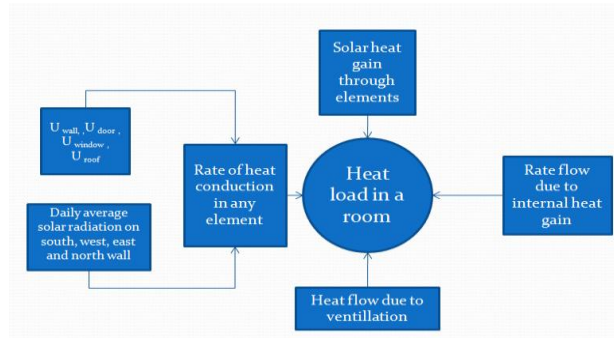 Solar heat
gain
through
elements
U wall, , U door ,
U window ,
U roof
Rate of heat
conduction
in any
element
Heat
load in a
room
Rate flow
due to
internal heat
gain
Daily average
solar radiation on
south, west, east
and north wall
Heat flow due to
ventillation